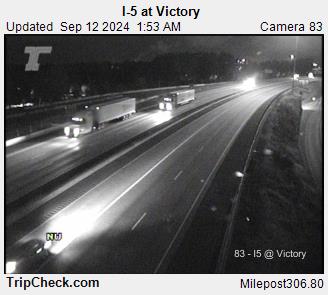 I-5 at Victory
Updated Sep 12 2024 1:53 AM Camera 83
T
NW
83 - I5 @ Victory
TripCheck.com Milepost306.80